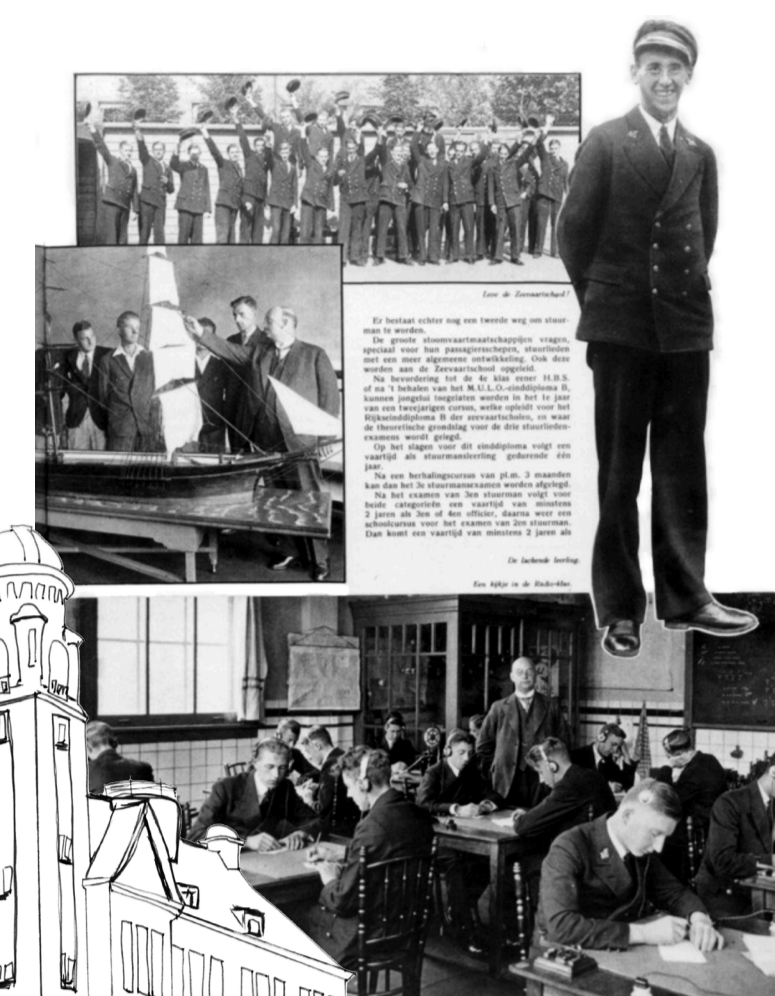 Leve de Zeevaartschool!
Er bestaat echter nog een tweede weg om stuur-
man te worden.
De groote stoomvaartmaatschappijen vragen,
speciaal voor hun passagiersschepen, stuurlieden
met een meer algemeene ontwikkeling. Ook deze
worden aan de Zeevaartschool opgeleid.
Na bevordering tot de 4e klas eener H.B.S.
of na 't behalen van het M.U.L.O.-einddiploma B,
kunnen jongelui toegelaten worden in het 1e jaar
van een tweejarigen cursus, welke opleidt voor het
Rijkseinddiploma B der zeevaartscholen, en waar
de theoretische grondslag voor de drie stuurlieden-
examens wordt gelegd.
Op het slagen voor dit einddiploma volgt een
vaartijd als stuurmansleerling gedurende één
jaar.
Na een herhalingscursus van pl.m. 3 maanden
kan dan het 3e stuurmansexamen worden afgelegd.
Na het examen van 3en stuurman volgt voor
beide categorieën een vaartijd van minstens
2 jaren als 3en of 4en officier, daarna weer een
schoolcursus voor het examen van 2en stuurman.
Dan komt een vaartijd van minstens 2 jaren als
De lachende leerling.
Een kijkje in de Radio-klas.